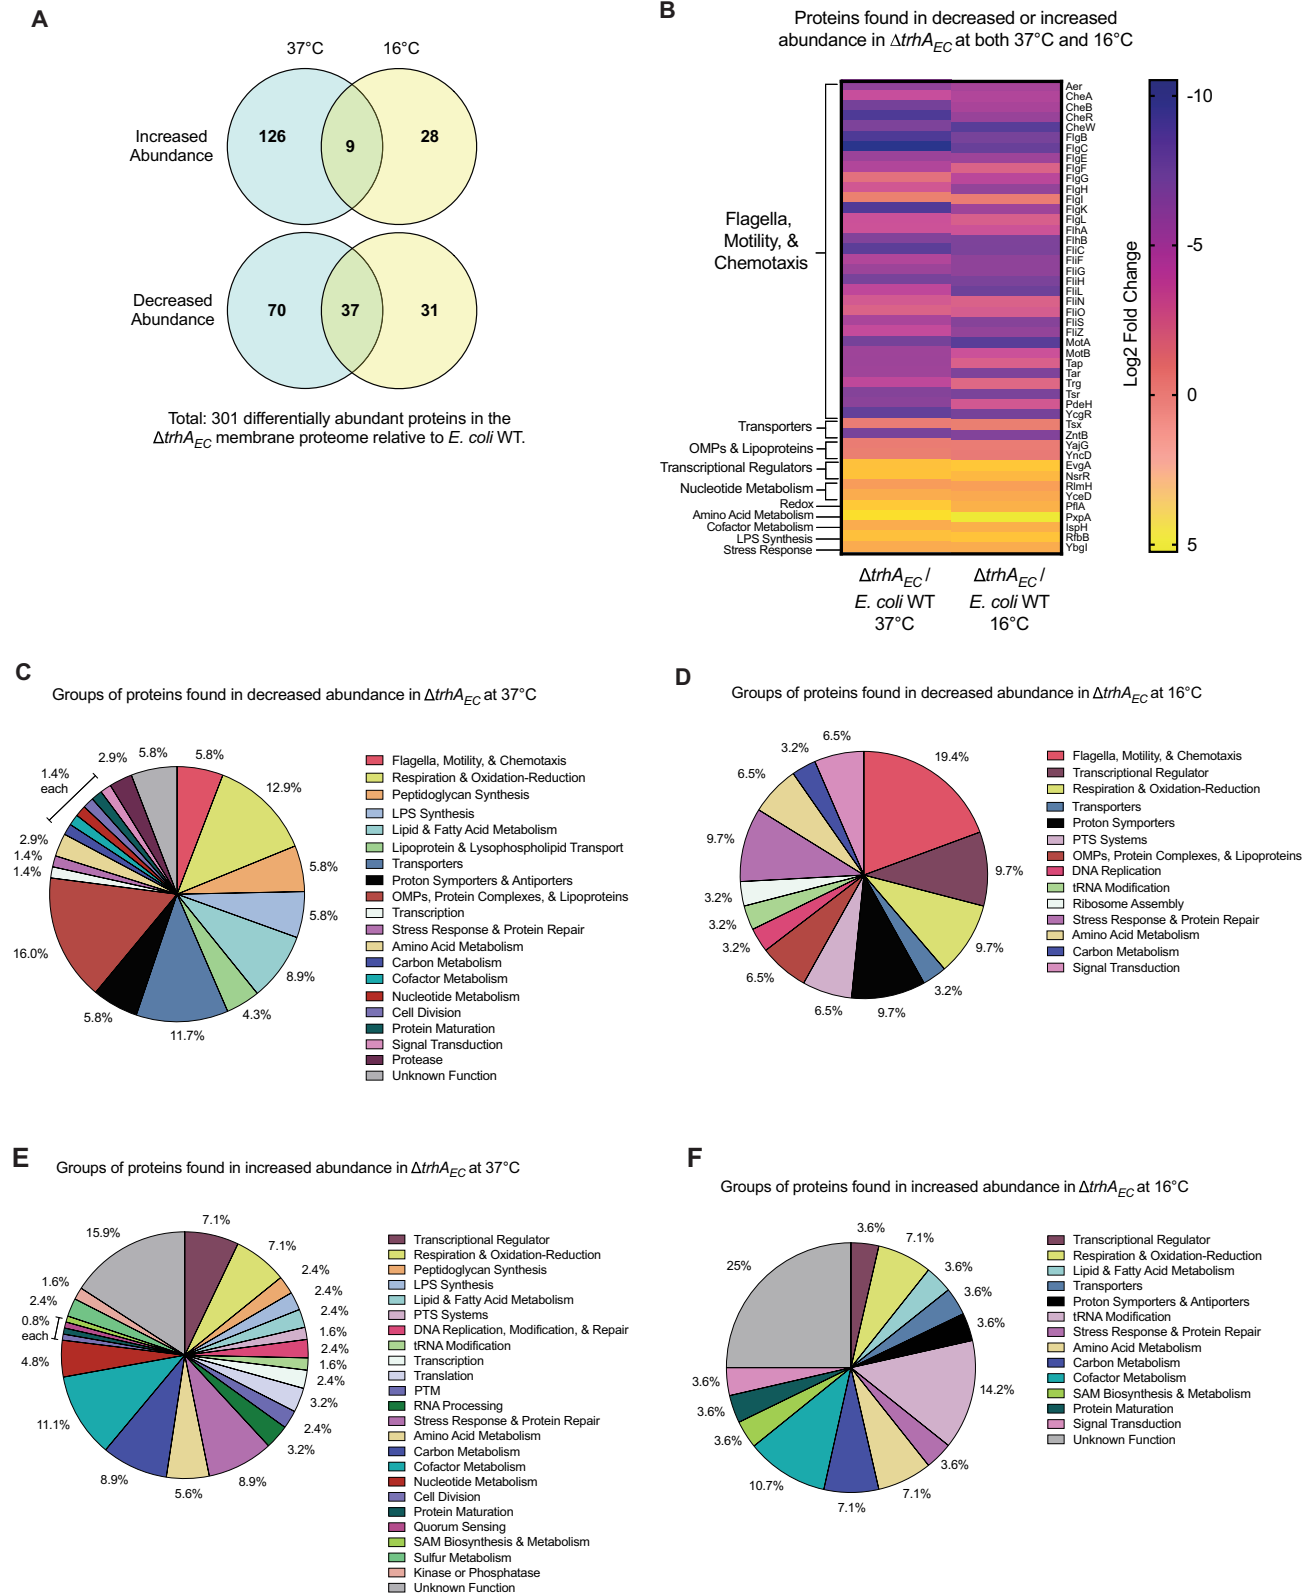 A
37°C
16°C
Increased
Abundance
126
9
28
Decreased
Abundance
70
37
31
Total: 301 differentially abundant proteins in the
ΔtrhA_EC membrane proteome relative to E. coli WT.
B
Proteins found in decreased or increased
abundance in ΔtrhA_EC at both 37°C and 16°C
Flagella,
Motility, &
Chemotaxis
Transporters
OMPs & Lipoproteins
Transcriptional Regulators
Nucleotide Metabolism
Redox
Amino Acid Metabolism
Cofactor Metabolism
LPS Synthesis
Stress Response
Aer
CheA
CheB
CheR
CheW
FlgB
FlgC
FlgE
FlgF
FlgG
FlgH
FlgI
FlgK
FlgL
FlhA
FlhB
FliC
FliF
FliG
FliH
FliL
FliN
FliO
FliS
FliZ
MotA
MotB
Tap
Tar
Trg
Tsr
PdeH
YcgR
Tsx
ZntB
YajG
YncD
EvgA
NsrR
RlmH
YceD
PflA
PxpA
IspH
RfbB
YbgI
Log2 Fold Change
-10
-5
0
5
ΔtrhA_EC /
E. coli WT
37°C
ΔtrhA_EC /
E. coli WT
16°C
C
Groups of proteins found in decreased abundance in ΔtrhA_EC at 37°C
5.8%
12.9%
5.8%
5.8%
8.9%
4.3%
11.7%
5.8%
16.0%
1.4%
1.4%
2.9%
1.4%
each
2.9%
5.8%
Flagella, Motility, & Chemotaxis
Respiration & Oxidation-Reduction
Peptidoglycan Synthesis
LPS Synthesis
Lipid & Fatty Acid Metabolism
Lipoprotein & Lysophospholipid Transport
Transporters
Proton Symporters & Antiporters
OMPs, Protein Complexes, & Lipoproteins
Transcription
Stress Response & Protein Repair
Amino Acid Metabolism
Carbon Metabolism
Cofactor Metabolism
Nucleotide Metabolism
Cell Division
Protein Maturation
Signal Transduction
Protease
Unknown Function
D
Groups of proteins found in decreased abundance in ΔtrhA_EC at 16°C
19.4%
9.7%
9.7%
3.2%
9.7%
6.5%
6.5%
3.2%
3.2%
3.2%
9.7%
6.5%
3.2%
6.5%
Flagella, Motility, & Chemotaxis
Transcriptional Regulator
Respiration & Oxidation-Reduction
Transporters
Proton Symporters
PTS Systems
OMPs, Protein Complexes, & Lipoproteins
DNA Replication
tRNA Modification
Ribosome Assembly
Stress Response & Protein Repair
Amino Acid Metabolism
Carbon Metabolism
Signal Transduction
E
Groups of proteins found in increased abundance in ΔtrhA_EC at 37°C
7.1%
7.1%
2.4%
2.4%
2.4%
1.6%
2.4%
1.6%
2.4%
3.2%
2.4%
3.2%
8.9%
5.6%
8.9%
11.1%
4.8%
0.8%
each
2.4%
1.6%
15.9%
Transcriptional Regulator
Respiration & Oxidation-Reduction
Peptidoglycan Synthesis
LPS Synthesis
Lipid & Fatty Acid Metabolism
PTS Systems
DNA Replication, Modification, & Repair
tRNA Modification
Transcription
Translation
PTM
RNA Processing
Stress Response & Protein Repair
Amino Acid Metabolism
Carbon Metabolism
Cofactor Metabolism
Nucleotide Metabolism
Cell Division
Protein Maturation
Quorum Sensing
SAM Biosynthesis & Metabolism
Sulfur Metabolism
Kinase or Phosphatase
Unknown Function
F
Groups of proteins found in increased abundance in ΔtrhA_EC at 16°C
3.6%
7.1%
3.6%
3.6%
3.6%
14.2%
3.6%
7.1%
7.1%
10.7%
3.6%
3.6%
3.6%
25%
Transcriptional Regulator
Respiration & Oxidation-Reduction
Lipid & Fatty Acid Metabolism
Transporters
Proton Symporters & Antiporters
tRNA Modification
Stress Response & Protein Repair
Amino Acid Metabolism
Carbon Metabolism
Cofactor Metabolism
SAM Biosynthesis & Metabolism
Protein Maturation
Signal Transduction
Unknown Function